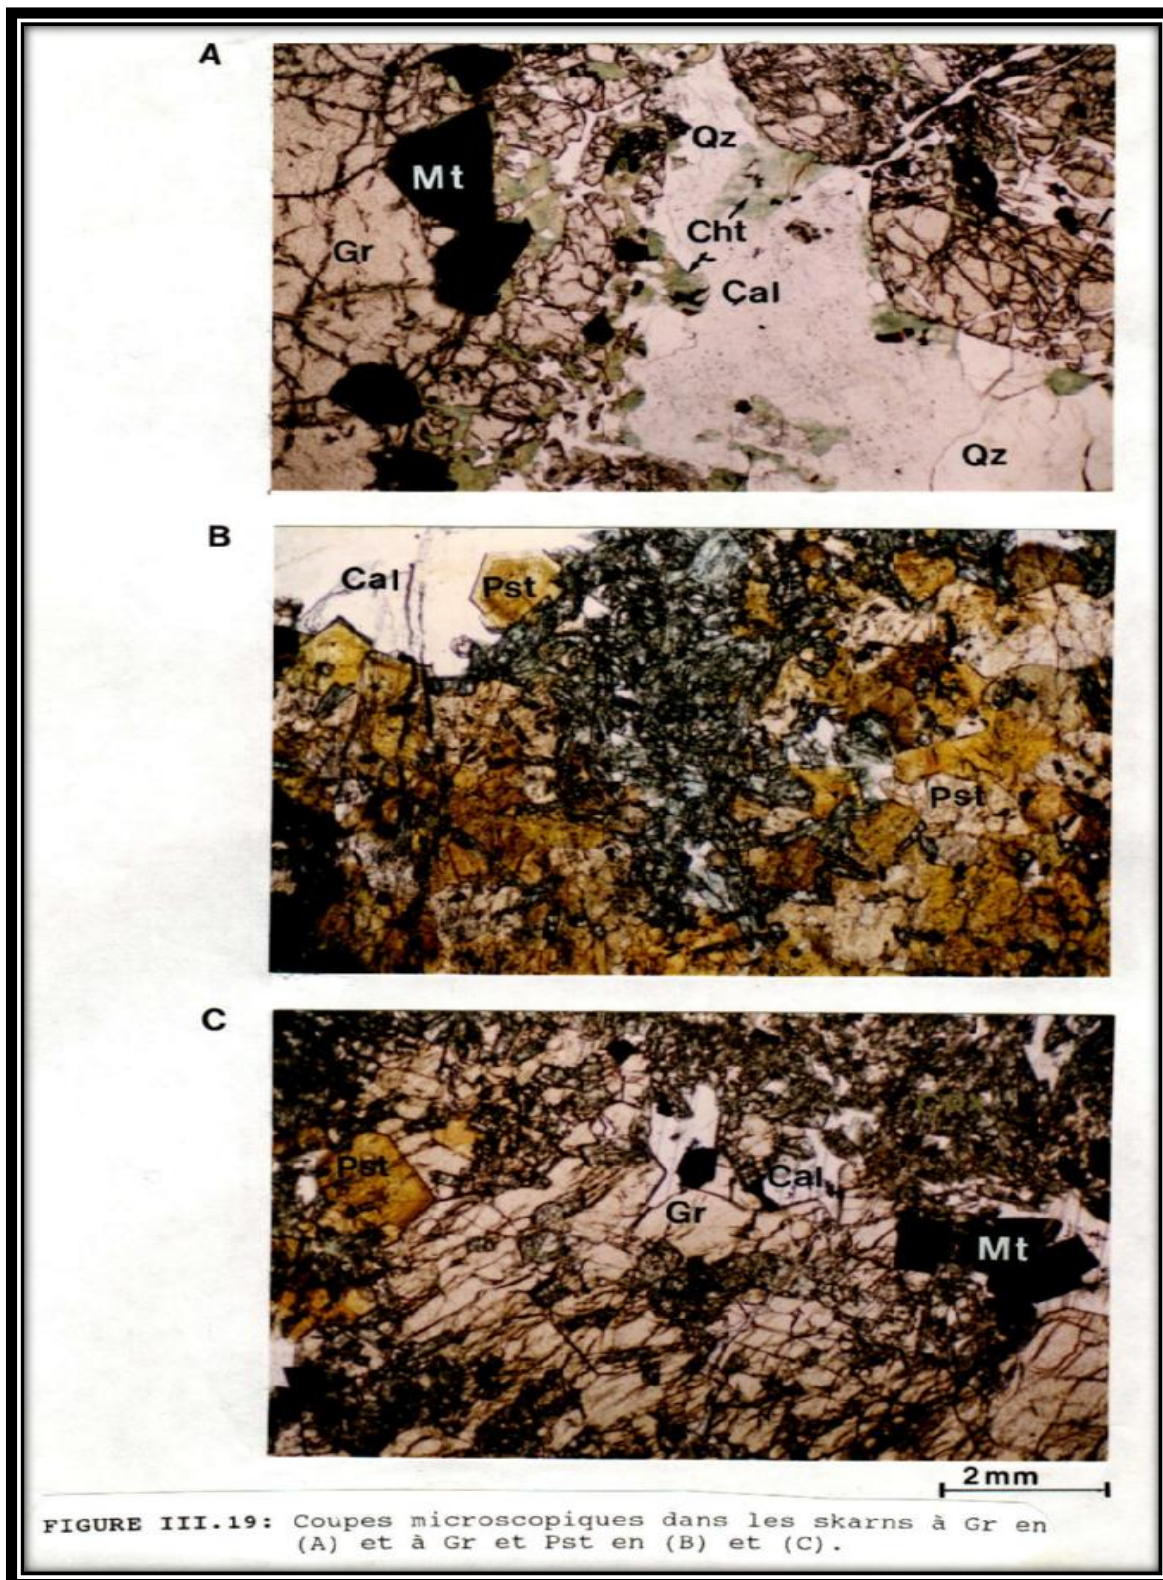 A
Mt
Qz
Cht
Gr
Cal
Qz
B
Cal
Pst
Pst
C
Pst
Cal
Gr
Mt
2mm
FIGURE III.19: Coupes microscopiques dans les skarns à Gr en
(A) et à Gr et Pst en (B) et (C).